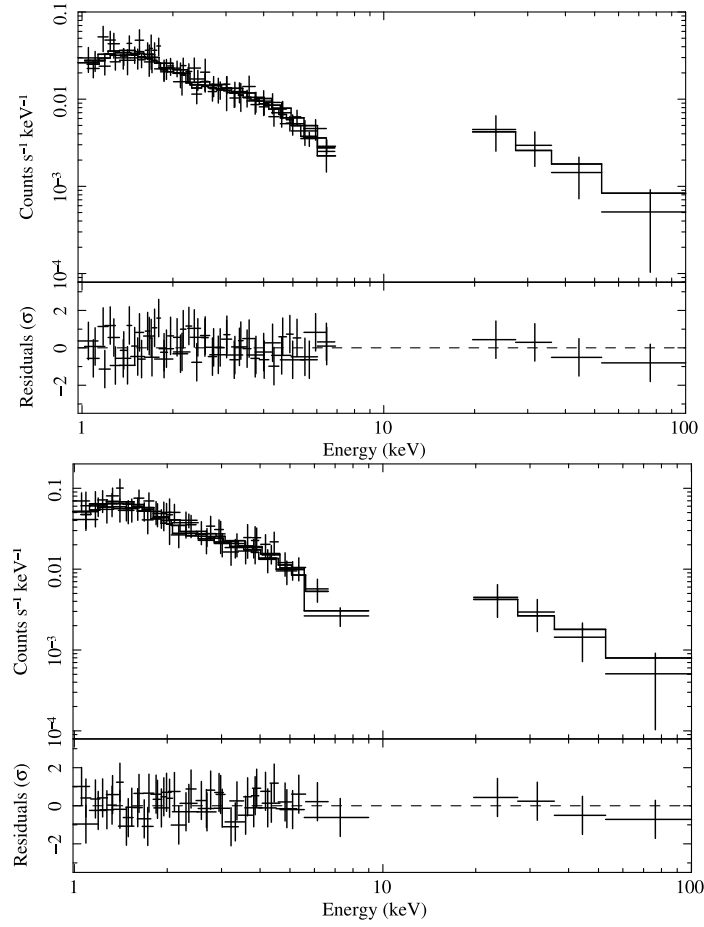 0.1
0.01
10⁻³
10⁻⁴
Counts s⁻¹ keV⁻¹
2
0
−2
Residuals (σ)
1 10 100
Energy (keV)
0.1
0.01
10⁻³
10⁻⁴
Counts s⁻¹ keV⁻¹
2
0
−2
Residuals (σ)
1 10 100
Energy (keV)